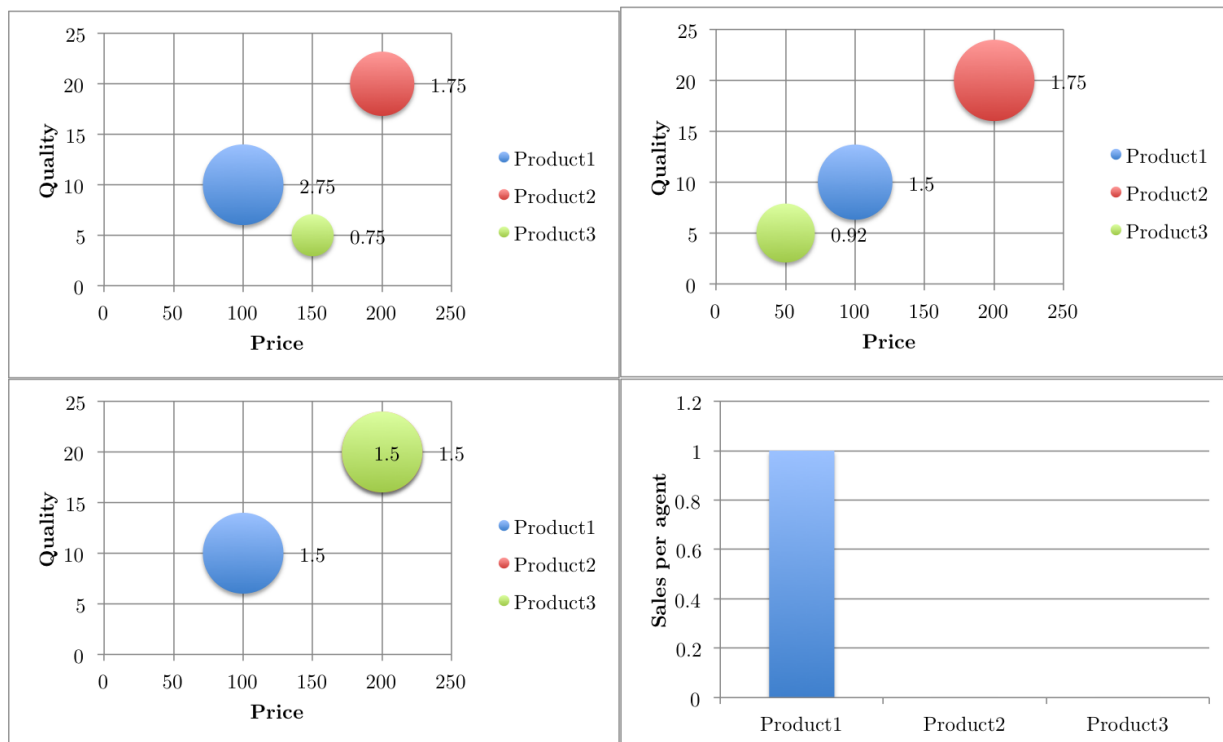 25
20
15
10
5
0
Quality
1.75
2.75
0.75
0 50 100 150 200 250
Price
Product1
Product2
Product3
25
20
15
10
5
0
Quality
1.75
1.5
0.92
0 50 100 150 200 250
Price
Product1
Product2
Product3
25
20
15
10
5
0
Quality
1.5 1.5
1.5
0 50 100 150 200 250
Price
Product1
Product2
Product3
1.2
1
0.8
0.6
0.4
0.2
0
Sales per agent
Product1 Product2 Product3